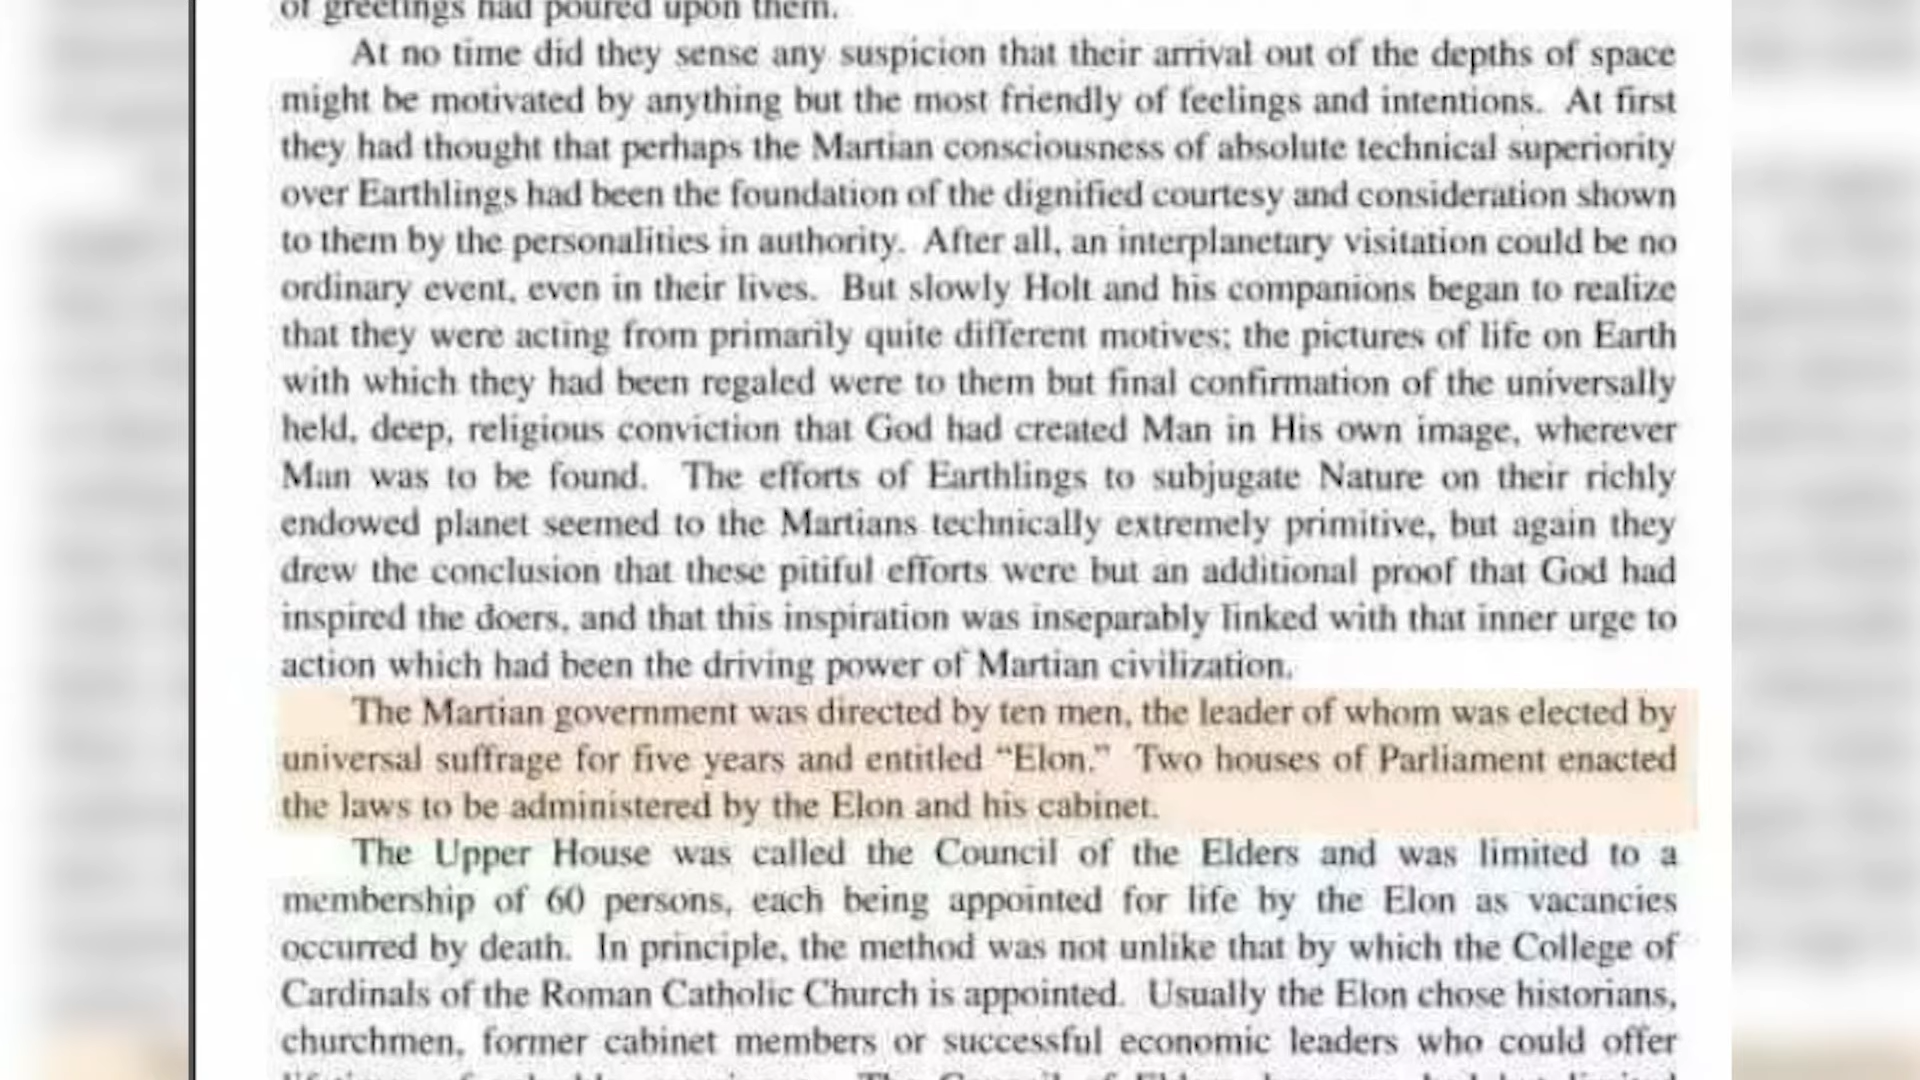 of greetings had poured upon them.
At no time did they sense any suspicion that their arrival out of the depths of space
might be motivated by anything but the most friendly of feelings and intentions. At first
they had thought that perhaps the Martian consciousness of absolute technical superiority
over Earthlings had been the foundation of the dignified courtesy and consideration shown
to them by the personalities in authority. After all, an interplanetary visitation could be no
ordinary event, even in their lives. But slowly Holt and his companions began to realize
that they were acting from primarily quite different motives; the pictures of life on Earth
with which they had been regaled were to them but final confirmation of the universally
held, deep, religious conviction that God had created Man in His own image, wherever
Man was to be found. The efforts of Earthlings to subjugate Nature on their richly
endowed planet seemed to the Martians technically extremely primitive, but again they
drew the conclusion that these pitiful efforts were but an additional proof that God had
inspired the doers, and that this inspiration was inseparably linked with that inner urge to
action which had been the driving power of Martian civilization.
The Martian government was directed by ten men, the leader of whom was elected by
universal suffrage for five years and entitled “Elon.” Two houses of Parliament enacted
the laws to be administered by the Elon and his cabinet.
The Upper House was called the Council of the Elders and was limited to a
membership of 60 persons, each being appointed for life by the Elon as vacancies
occurred by death. In principle, the method was not unlike that by which the College of
Cardinals of the Roman Catholic Church is appointed. Usually the Elon chose historians,
churchmen, former cabinet members or successful economic leaders who could offer